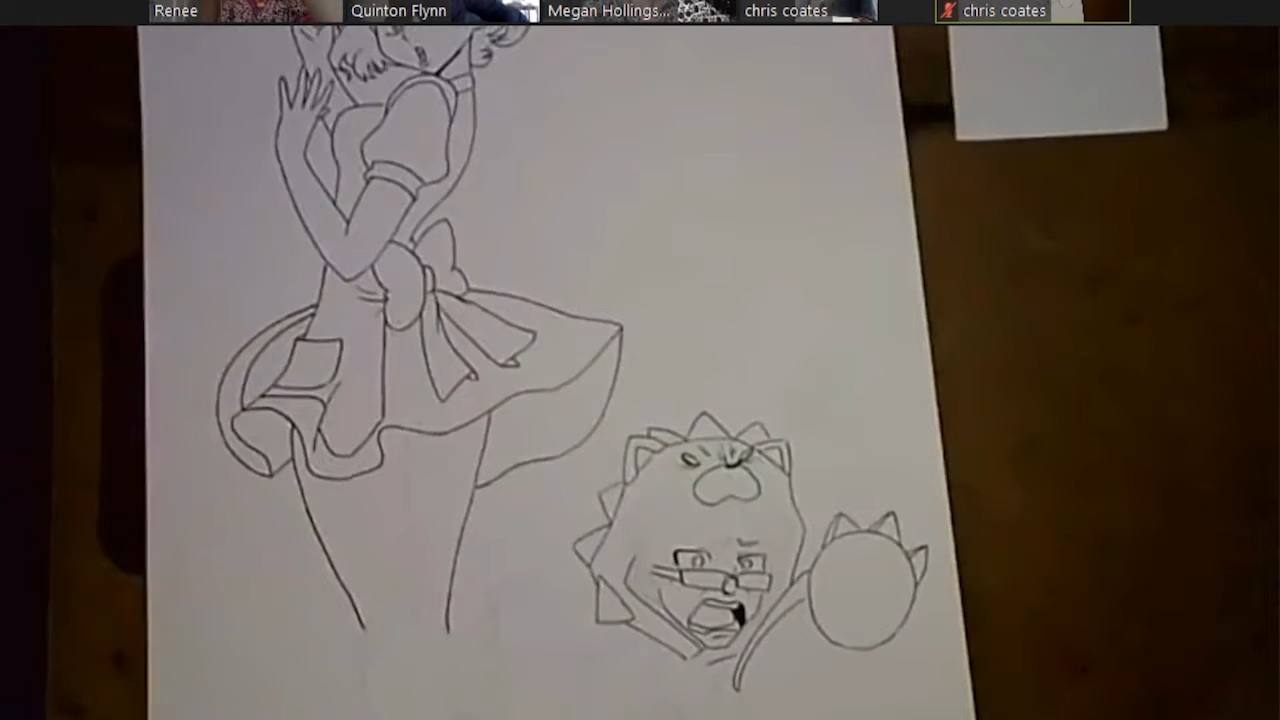 Renee
Quinton Flynn
Megan Hollings...
chris coates
chris coates